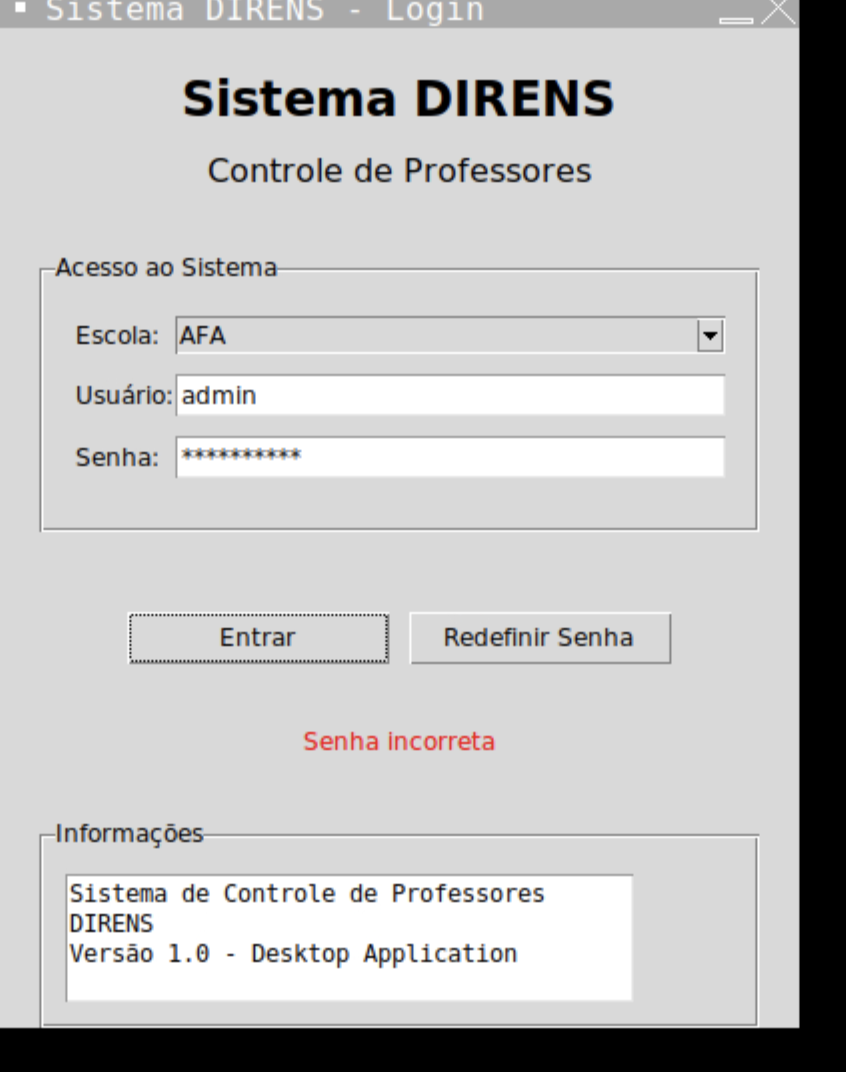 Sistema DIRENS - Login
Sistema DIRENS
Controle de Professores
Acesso ao Sistema
Escola: AFA
Usuário: admin
Senha: **********
Entrar Redefinir Senha
Senha incorreta
Informações
Sistema de Controle de Professores
DIRENS
Versão 1.0 - Desktop Application